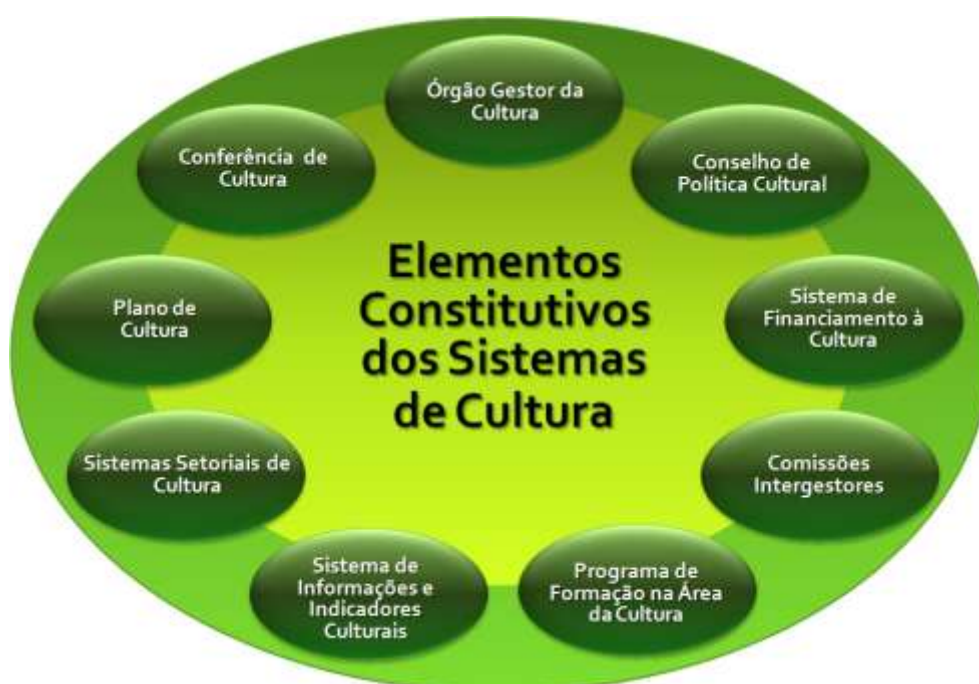 Órgão Gestor da
Cultura
Conferência de
Cultura
Conselho de
Política Cultural
Elementos
Constitutivos
dos Sistemas
de Cultura
Plano de
Cultura
Sistema de
Financiamento à
Cultura
Sistemas Setoriais de
Cultura
Comissões
Intergestores
Sistema de
Informações e
Indicadores
Culturais
Programa de
Formação na Área
da Cultura